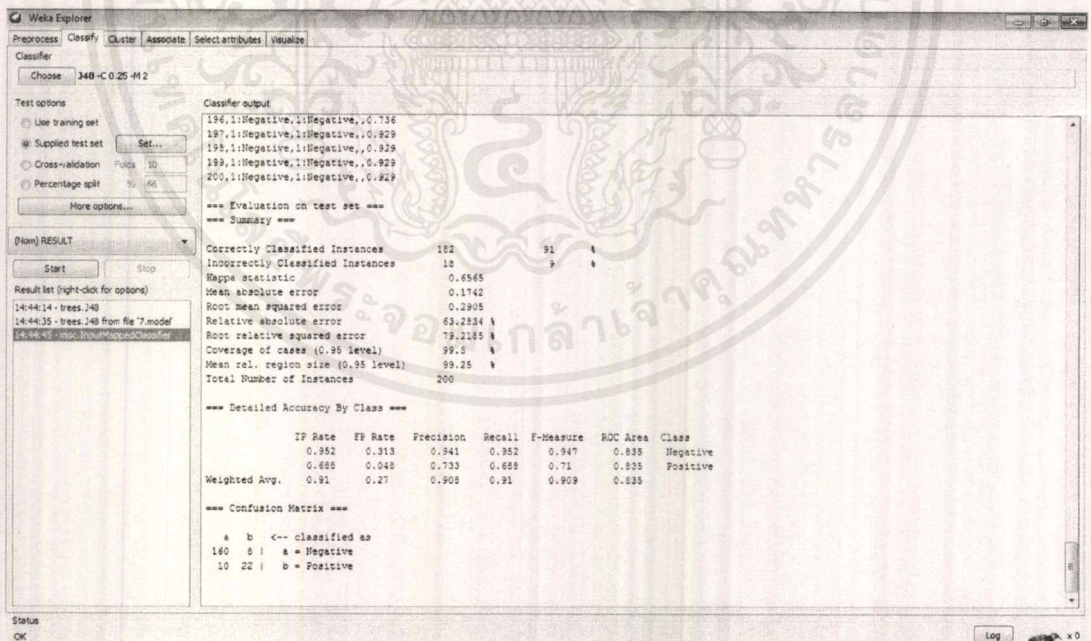 Weka Explorer
Preprocess Classify Cluster Associate Select attributes Visualize
Classifier
Choose J48 -C 0.25 -M 2
Test options
Use training set
Supplied test set Set...
Cross-validation Folds 10
Percentage split % 66
More options...
(Nom) RESULT
Start Stop
Result list (right-click for options)
14:44:14 - trees.J48
14:44:35 - trees.J48 from file '7.model'
14:44:45 - misc.InputMappedClassifier
Classifier output
196,1:Negative,1:Negative,,0.736
197,1:Negative,1:Negative,,0.929
198,1:Negative,1:Negative,,0.929
199,1:Negative,1:Negative,,0.929
200,1:Negative,1:Negative,,0.929
=== Evaluation on test set ===
=== Summary ===
Correctly Classified Instances 182 91 %
Incorrectly Classified Instances 18 9 %
Kappa statistic 0.6565
Mean absolute error 0.1742
Root mean squared error 0.2905
Relative absolute error 63.2834 %
Root relative squared error 79.2185 %
Coverage of cases (0.95 level) 99.5 %
Mean rel. region size (0.95 level) 99.25 %
Total Number of Instances 200
=== Detailed Accuracy By Class ===
TP Rate FP Rate Precision Recall F-Measure ROC Area Class
0.952 0.313 0.941 0.952 0.947 0.835 Negative
0.688 0.048 0.733 0.688 0.71 0.835 Positive
Weighted Avg. 0.91 0.27 0.908 0.91 0.909 0.835
=== Confusion Matrix ===
a b <-- classified as
160 8 | a = Negative
10 22 | b = Positive
Status
OK
Log x 0